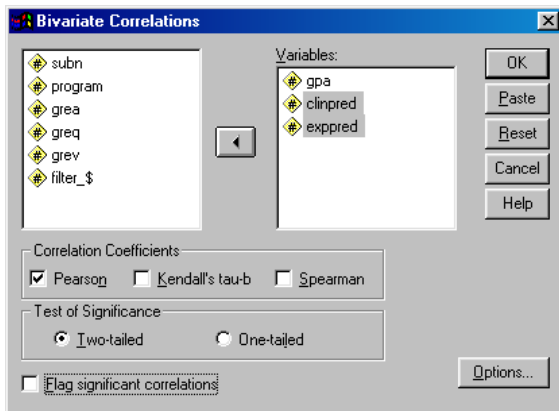 Bivariate Correlations
subn
program
grea
greq
grev
filter_$
Variables:
gpa
clinpred
exppred
OK
Paste
Reset
Cancel
Help
Correlation Coefficients
Pearson Kendall's tau-b Spearman
Test of Significance
Two-tailed One-tailed
Flag significant correlations
Options...